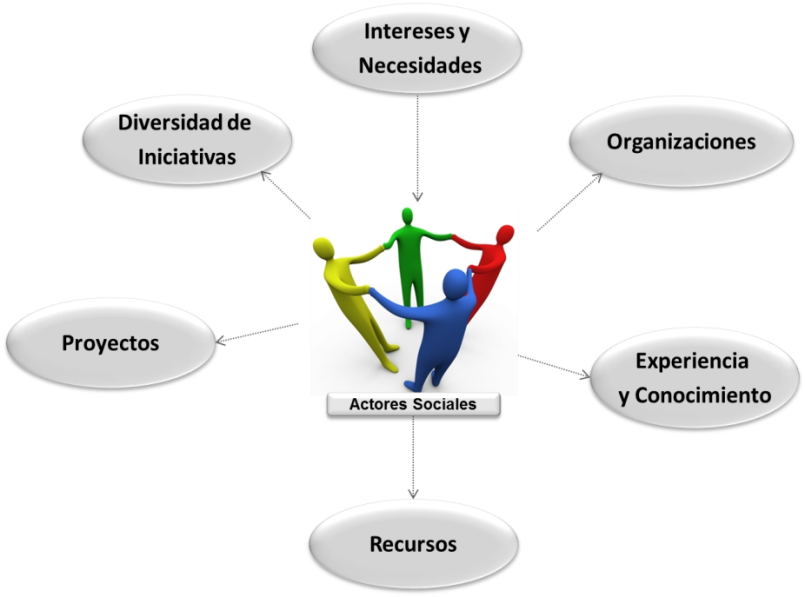 Intereses y
Necesidades
Diversidad de
Iniciativas
Organizaciones
Proyectos
Experiencia
y Conocimiento
Actores Sociales
Recursos